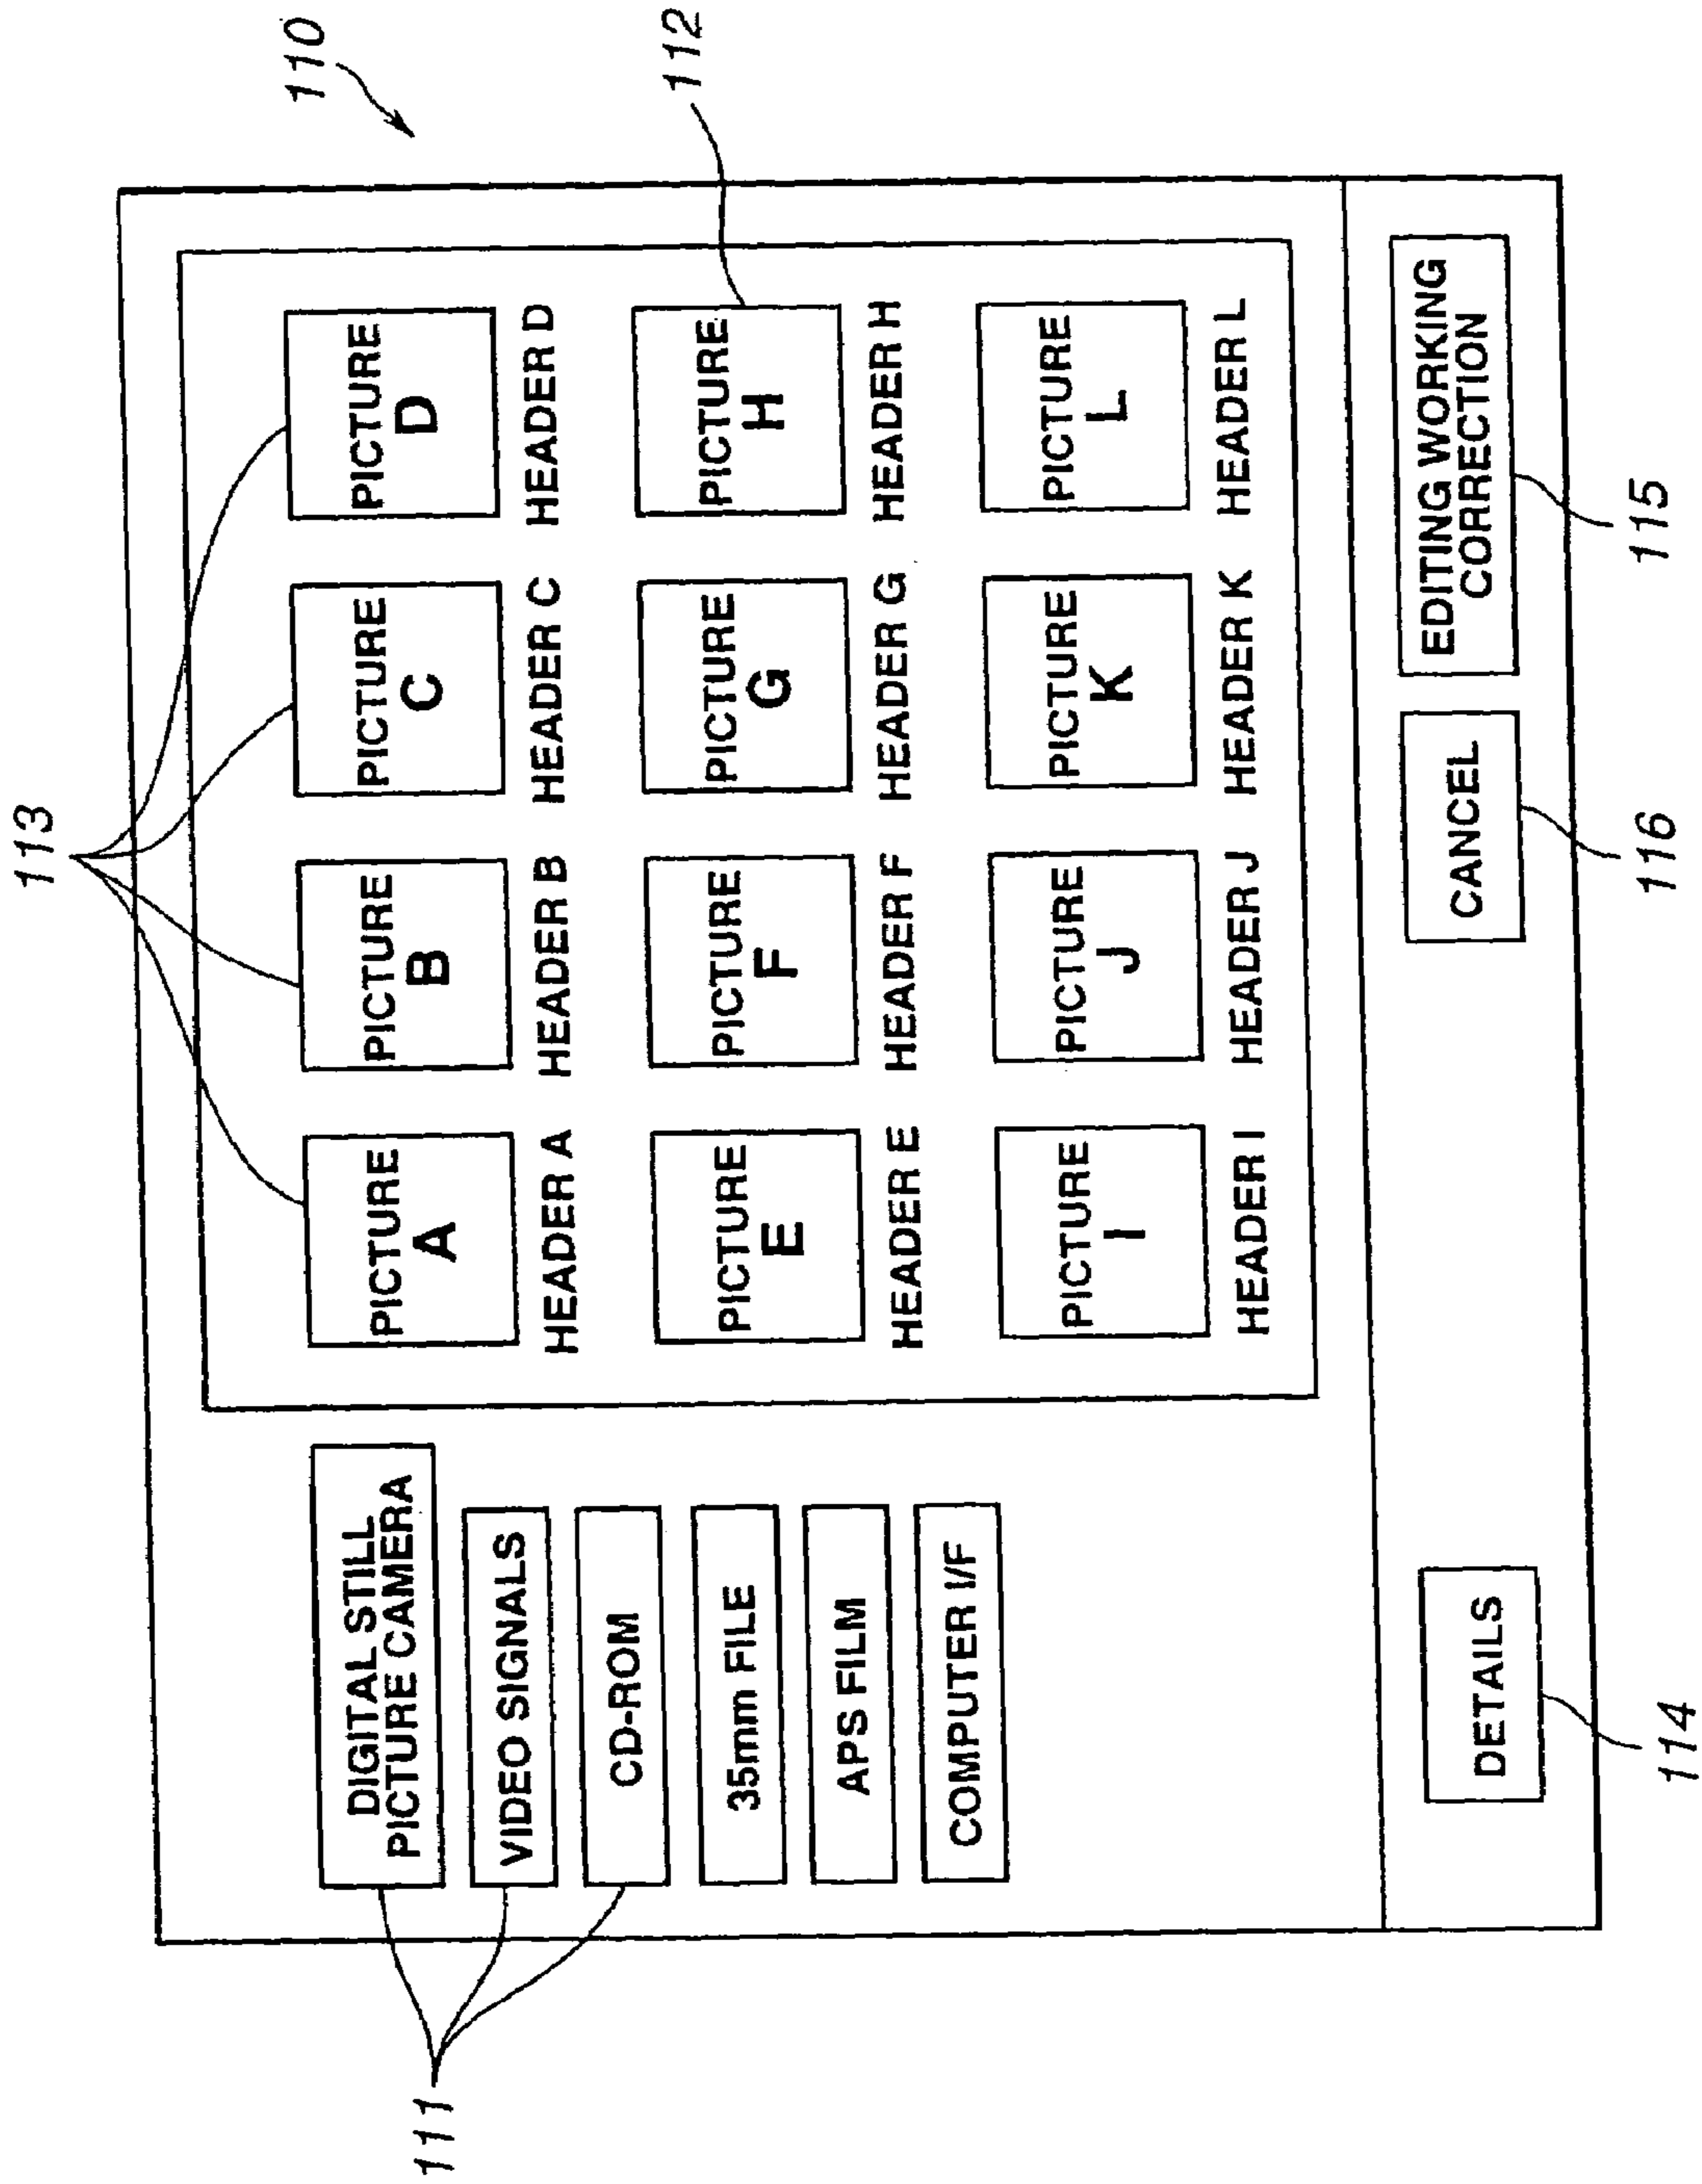 110
113
112
DIGITAL STILL
PICTURE CAMERA
VIDEO SIGNALS
CD-ROM
35mm FILE
APS FILM
COMPUTER I/F
111
PICTURE
A
PICTURE
B
PICTURE
C
PICTURE
D
HEADER A
HEADER B
HEADER C
HEADER D
PICTURE
E
PICTURE
F
PICTURE
G
PICTURE
H
HEADER E
HEADER F
HEADER G
HEADER H
PICTURE
I
PICTURE
J
PICTURE
K
PICTURE
L
HEADER I
HEADER J
HEADER K
HEADER L
DETAILS
CANCEL
EDITING WORKING
CORRECTION
114
116
115